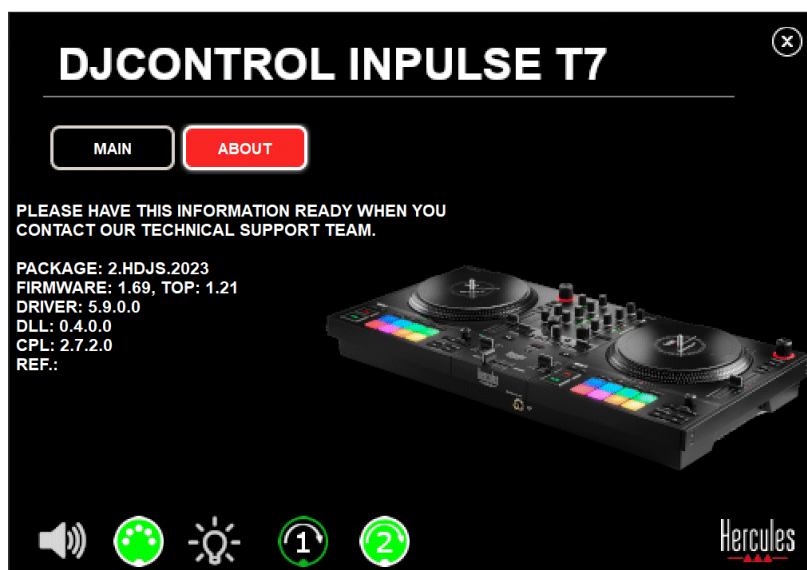 DJCONTROL INPULSE T7
MAIN
ABOUT
PLEASE HAVE THIS INFORMATION READY WHEN YOU
CONTACT OUR TECHNICAL SUPPORT TEAM.
PACKAGE: 2.HDJS.2023
FIRMWARE: 1.69, TOP: 1.21
DRIVER: 5.9.0.0
DLL: 0.4.0.0
CPL: 2.7.2.0
REF.:
1
2
Hercules